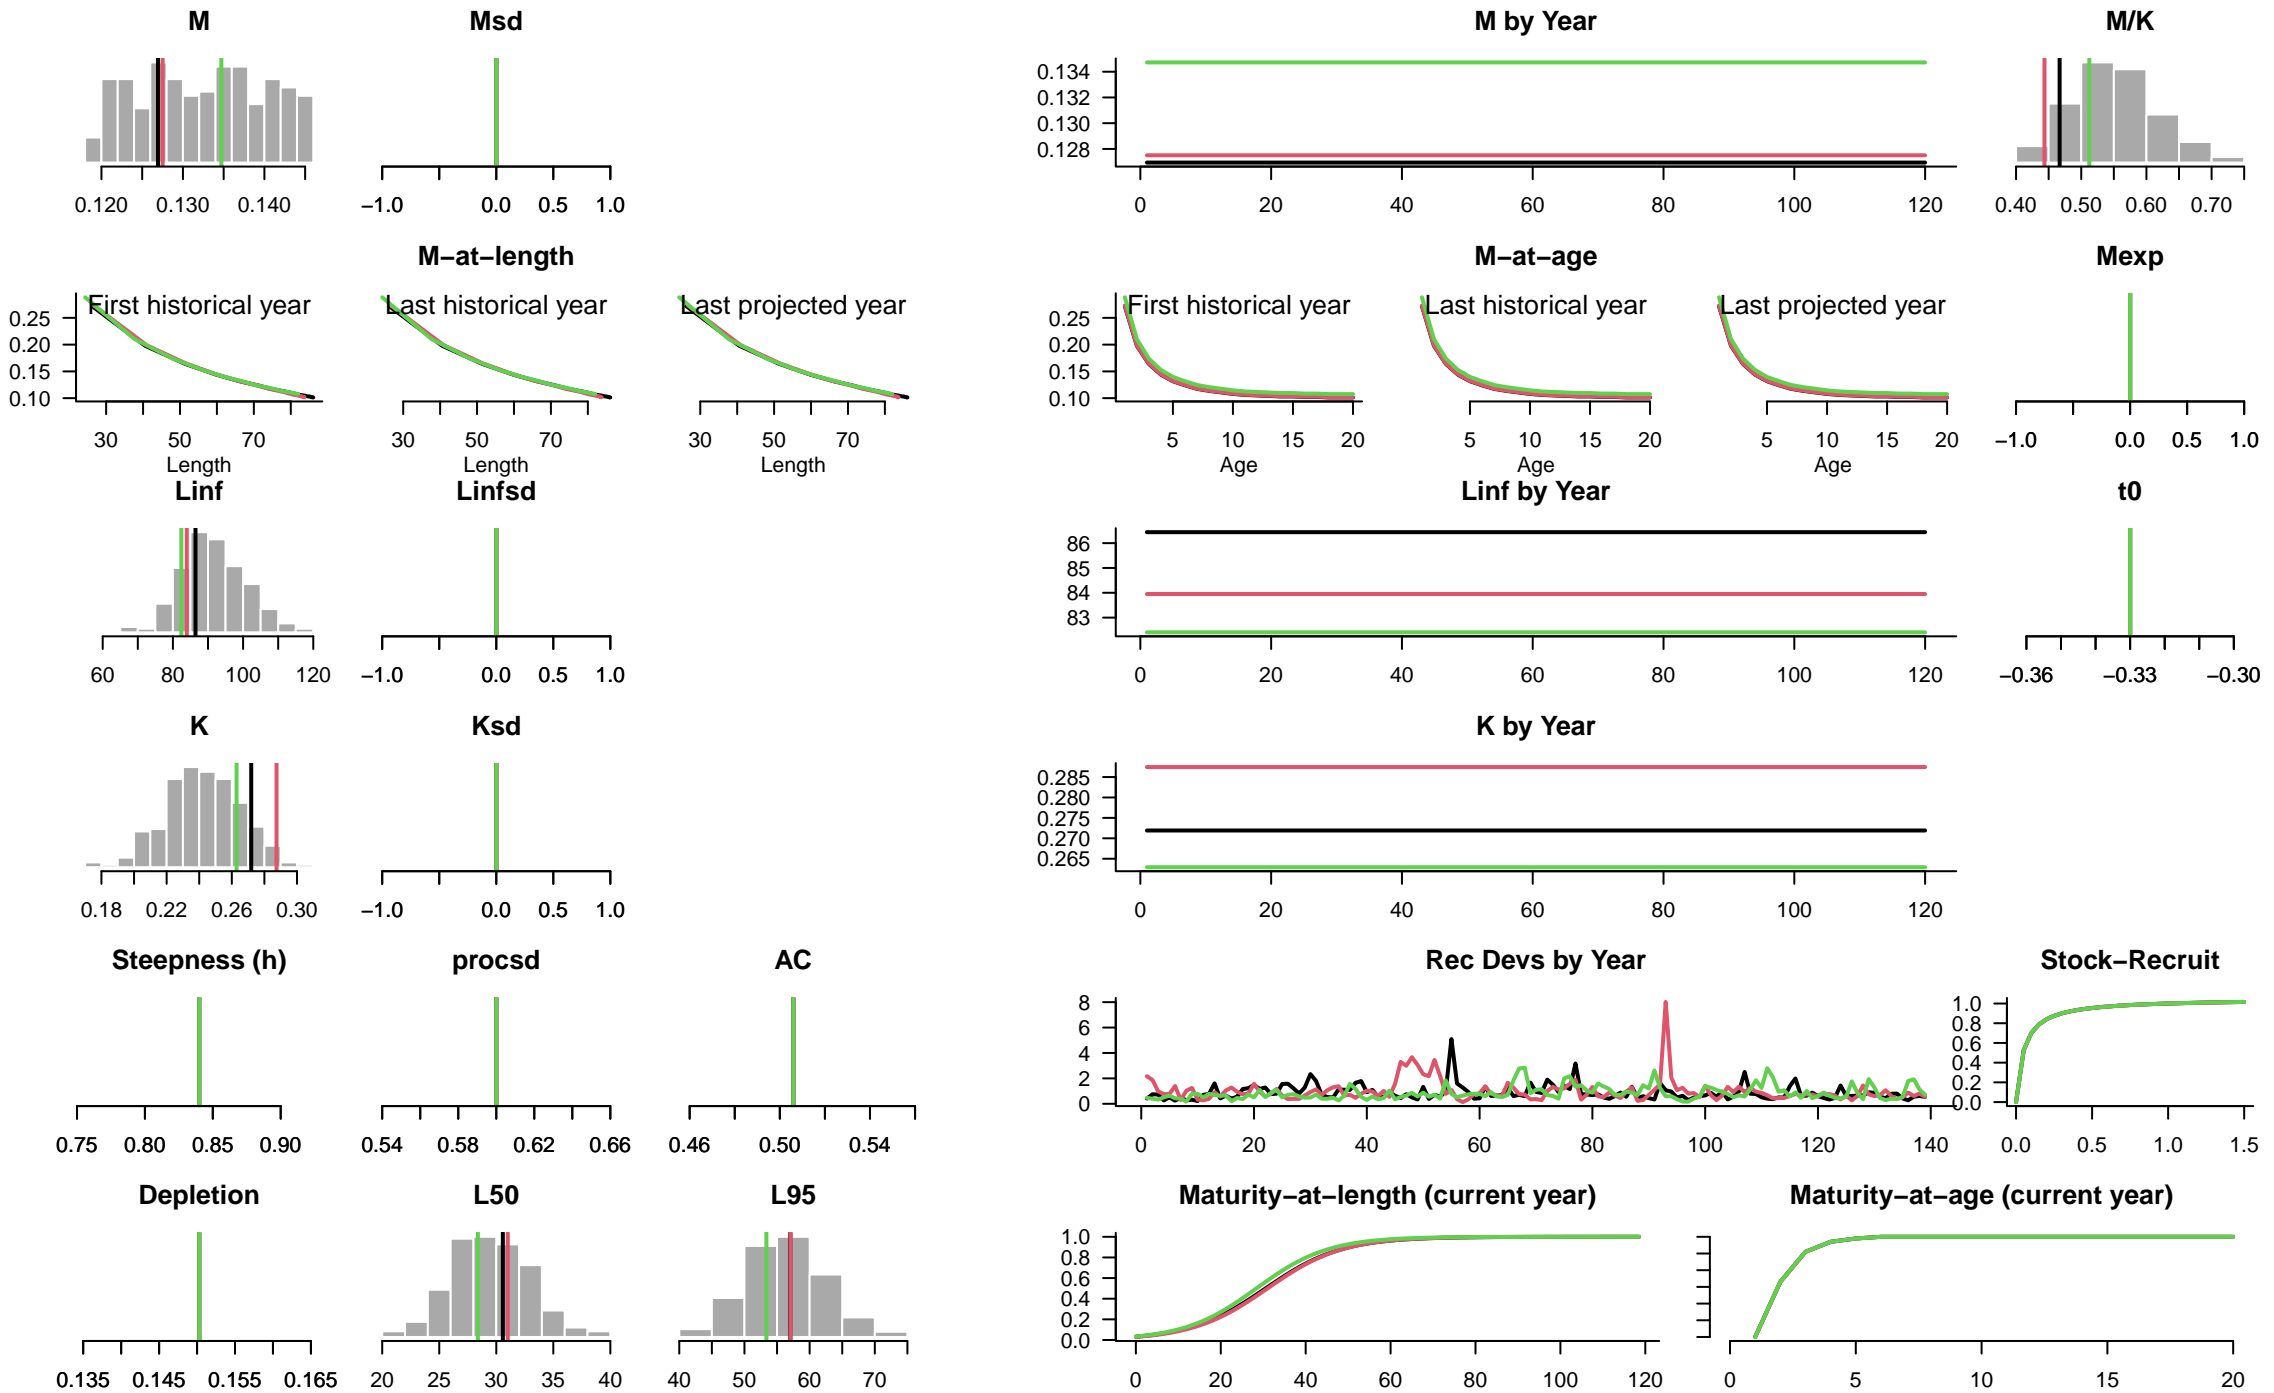 M Msd M by Year M/K
0.134
0.132
0.130
0.128
0.120 0.130 0.140 −1.0 0.0 0.5 1.0 0 20 40 60 80 100 120 0.40 0.50 0.60 0.70
M−at−length M−at−age Mexp
First historical year Last historical year Last projected year First historical year Last historical year Last projected year
0.25 0.25
0.20 0.20
0.15 0.15
0.10 0.10
30 50 70 30 50 70 30 50 70 5 10 15 20 5 10 15 20 5 10 15 20 −1.0 0.0 0.5 1.0
Length Length Length Age Age Age
Linf Linfsd Linf by Year t0
86
85
84
83
60 80 100 120 −1.0 0.0 0.5 1.0 0 20 40 60 80 100 120 −0.36 −0.33 −0.30
K Ksd K by Year
0.285
0.280
0.275
0.270
0.265
0.18 0.22 0.26 0.30 −1.0 0.0 0.5 1.0 0 20 40 60 80 100 120
Steepness (h) procsd AC Rec Devs by Year Stock−Recruit
8 1.0
6 0.8
4 0.6
2 0.4
0 0.2
0.0
0.75 0.80 0.85 0.90 0.54 0.58 0.62 0.66 0.46 0.50 0.54 0 20 40 60 80 100 120 140 0.0 0.5 1.0 1.5
Depletion L50 L95 Maturity−at−length (current year) Maturity−at−age (current year)
1.0
0.8
0.6
0.4
0.2
0.0
0.135 0.145 0.155 0.165 20 25 30 35 40 40 50 60 70 0 20 40 60 80 100 120 0 5 10 15 20